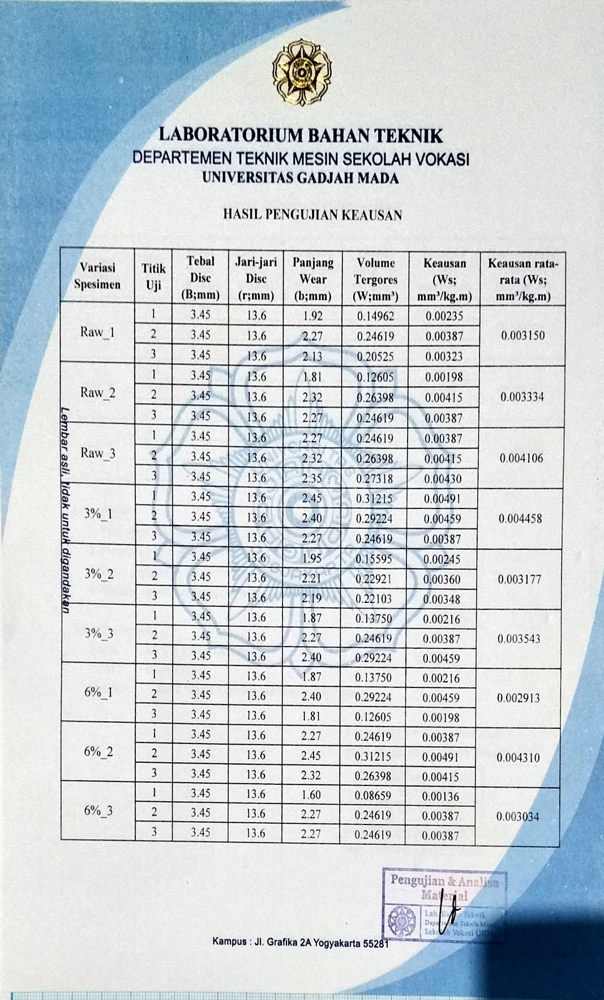 LABORATORIUM BAHAN TEKNIK
DEPARTEMEN TEKNIK MESIN SEKOLAH VOKASI
UNIVERSITAS GADJAH MADA
HASIL PENGUJIAN KEAUSAN
Variasi Spesimen | Titik Uji | Tebal Disc (B;mm) | Jari-jari Disc (r;mm) | Panjang Wear (b;mm) | Volume Tergores (W;mm³) | Keausan (Ws; mm³/kg.m) | Keausan rata-rata (Ws; mm³/kg.m)
Raw_1 | 1 | 3.45 | 13.6 | 1.92 | 0.14962 | 0.00235 | 0.003150
2 | 3.45 | 13.6 | 2.27 | 0.24619 | 0.00387
3 | 3.45 | 13.6 | 2.13 | 0.20525 | 0.00323
Raw_2 | 1 | 3.45 | 13.6 | 1.81 | 0.12605 | 0.00198 | 0.003334
2 | 3.45 | 13.6 | 2.32 | 0.26398 | 0.00415
3 | 3.45 | 13.6 | 2.27 | 0.24619 | 0.00387
Raw_3 | 1 | 3.45 | 13.6 | 2.27 | 0.24619 | 0.00387 | 0.004106
2 | 3.45 | 13.6 | 2.32 | 0.26398 | 0.00415
3 | 3.45 | 13.6 | 2.35 | 0.27318 | 0.00430
3%_1 | 1 | 3.45 | 13.6 | 2.45 | 0.31215 | 0.00491 | 0.004458
2 | 3.45 | 13.6 | 2.40 | 0.29224 | 0.00459
3 | 3.45 | 13.6 | 2.27 | 0.24619 | 0.00387
3%_2 | 1 | 3.45 | 13.6 | 1.95 | 0.15595 | 0.00245 | 0.003177
2 | 3.45 | 13.6 | 2.21 | 0.22921 | 0.00360
3 | 3.45 | 13.6 | 2.19 | 0.22103 | 0.00348
3%_3 | 1 | 3.45 | 13.6 | 1.87 | 0.13750 | 0.00216 | 0.003543
2 | 3.45 | 13.6 | 2.27 | 0.24619 | 0.00387
3 | 3.45 | 13.6 | 2.40 | 0.29224 | 0.00459
6%_1 | 1 | 3.45 | 13.6 | 1.87 | 0.13750 | 0.00216 | 0.002913
2 | 3.45 | 13.6 | 2.40 | 0.29224 | 0.00459
3 | 3.45 | 13.6 | 1.81 | 0.12605 | 0.00198
6%_2 | 1 | 3.45 | 13.6 | 2.27 | 0.24619 | 0.00387 | 0.004310
2 | 3.45 | 13.6 | 2.45 | 0.31215 | 0.00491
3 | 3.45 | 13.6 | 2.32 | 0.26398 | 0.00415
6%_3 | 1 | 3.45 | 13.6 | 1.60 | 0.08659 | 0.00136 | 0.003034
2 | 3.45 | 13.6 | 2.27 | 0.24619 | 0.00387
3 | 3.45 | 13.6 | 2.27 | 0.24619 | 0.00387
Lembar asli, tidak untuk digandakan
Pengujian & Analisa
Material
Lab. Bahan Teknik
Departemen Teknik Mesin
Sekolah Vokasi UGM
Kampus : Jl. Grafika 2A Yogyakarta 55281